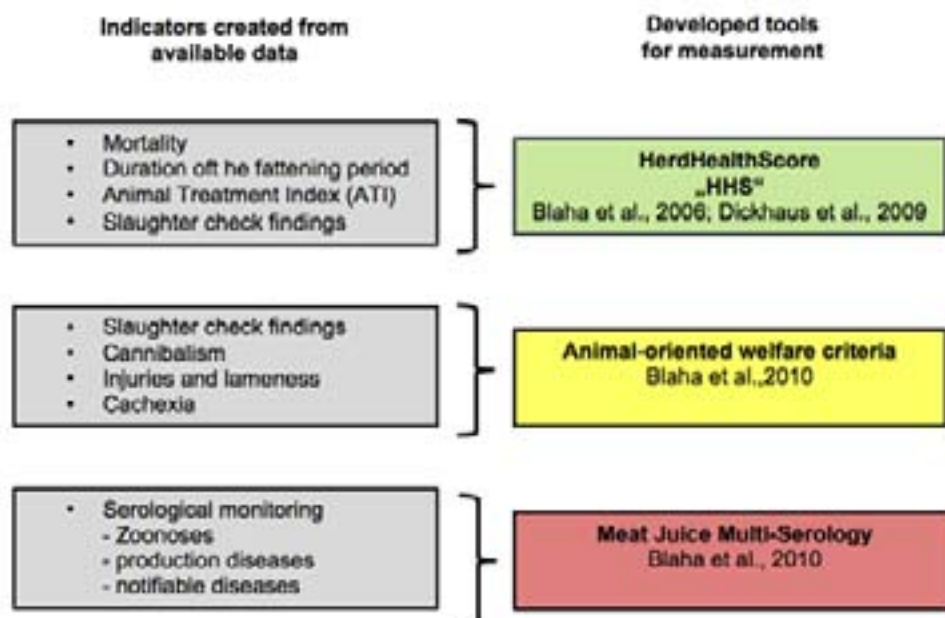 Indicators created from
available data
Developed tools
for measurement
• Mortality
• Duration oft he fattening period
• Animal Treatment Index (ATI)
• Slaughter check findings
HerdHealthScore
„HHS“
Blaha et al., 2006; Dickhaus et al., 2009
• Slaughter check findings
• Cannibalism
• Injuries and lameness
• Cachexia
Animal-oriented welfare criteria
Blaha et al.,2010
• Serological monitoring
- Zoonoses
- production diseases
- notifiable diseases
Meat Juice Multi-Serology
Blaha et al., 2010